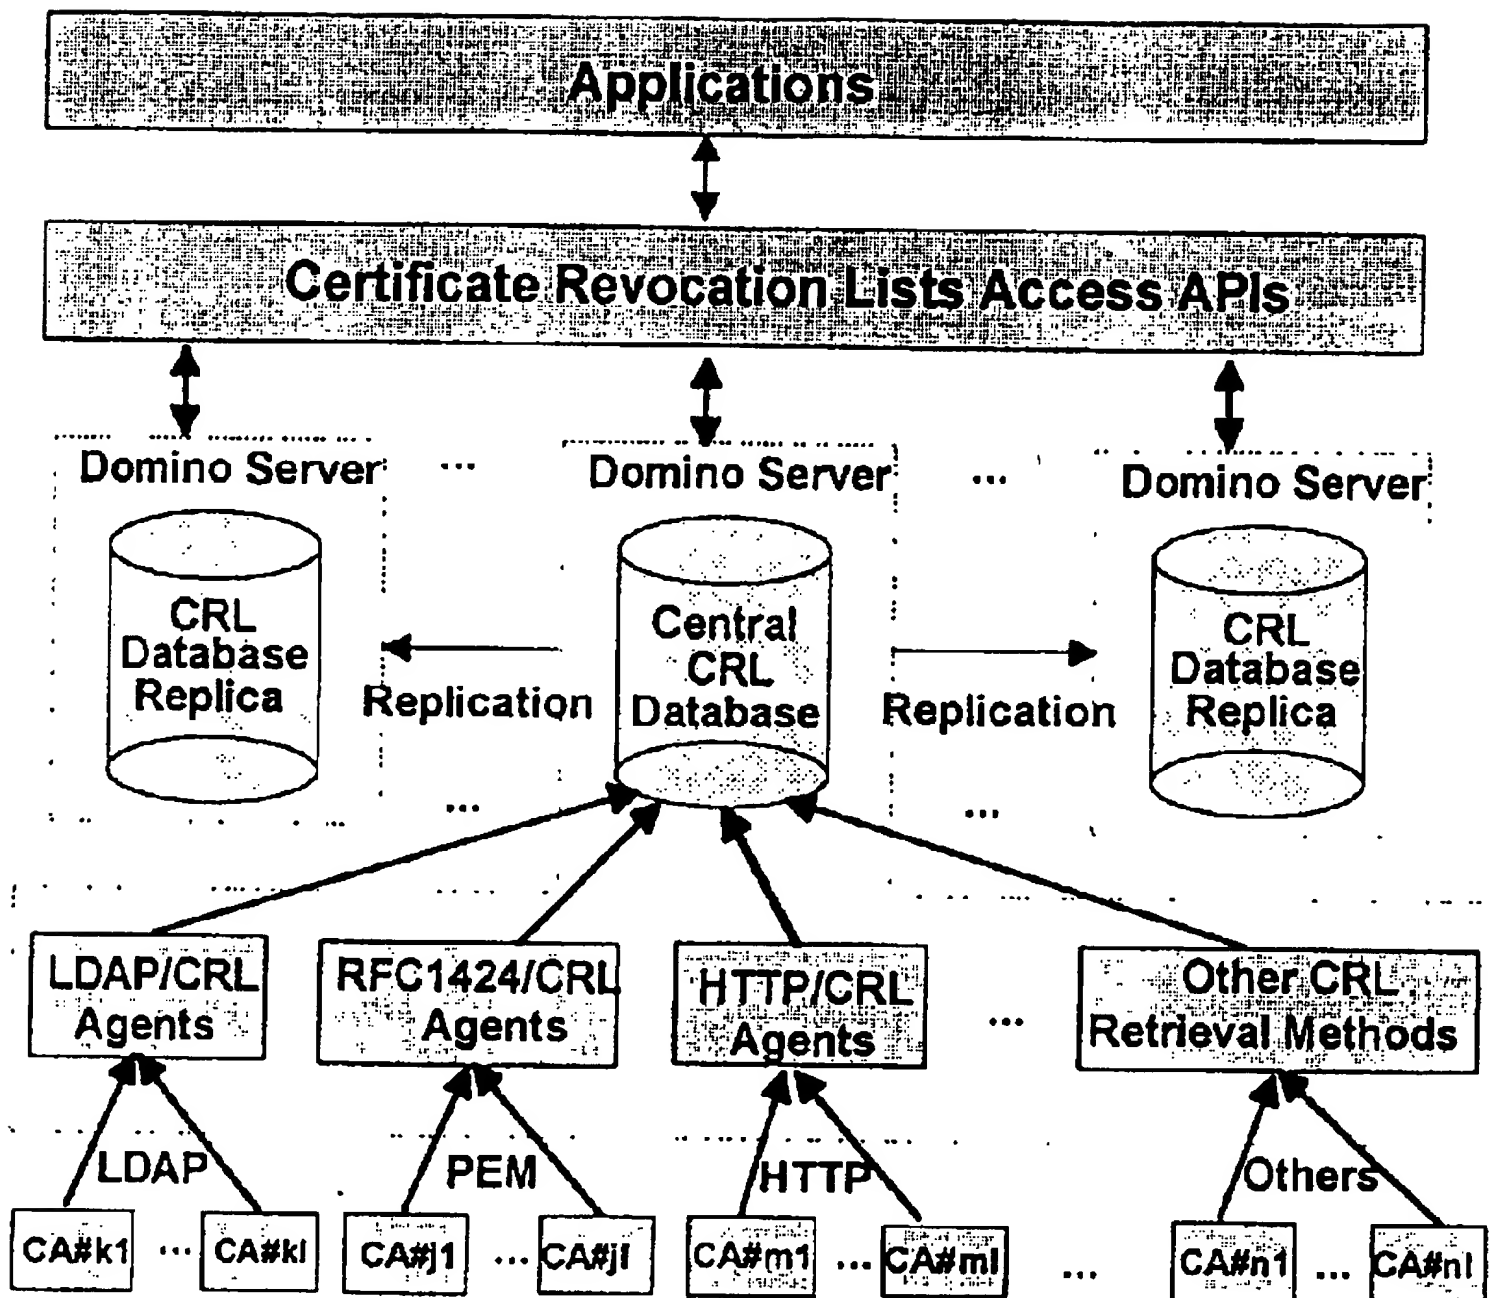 Applications
Certificate Revocation Lists Access APIs
Domino Server
...
Domino Server
...
Domino Server
CRL
Database
Replica
Replication
Central
CRL
Database
Replication
CRL
Database
Replica
...
...
LDAP/CRL
Agents
RFC1424/CRL
Agents
HTTP/CRL
Agents
...
Other CRL
Retrieval Methods
LDAP
PEM
HTTP
Others
CA#k1
...
CA#kl
CA#j1
...
CA#jl
CA#m1
...
CA#ml
...
CA#n1
...
CA#nl